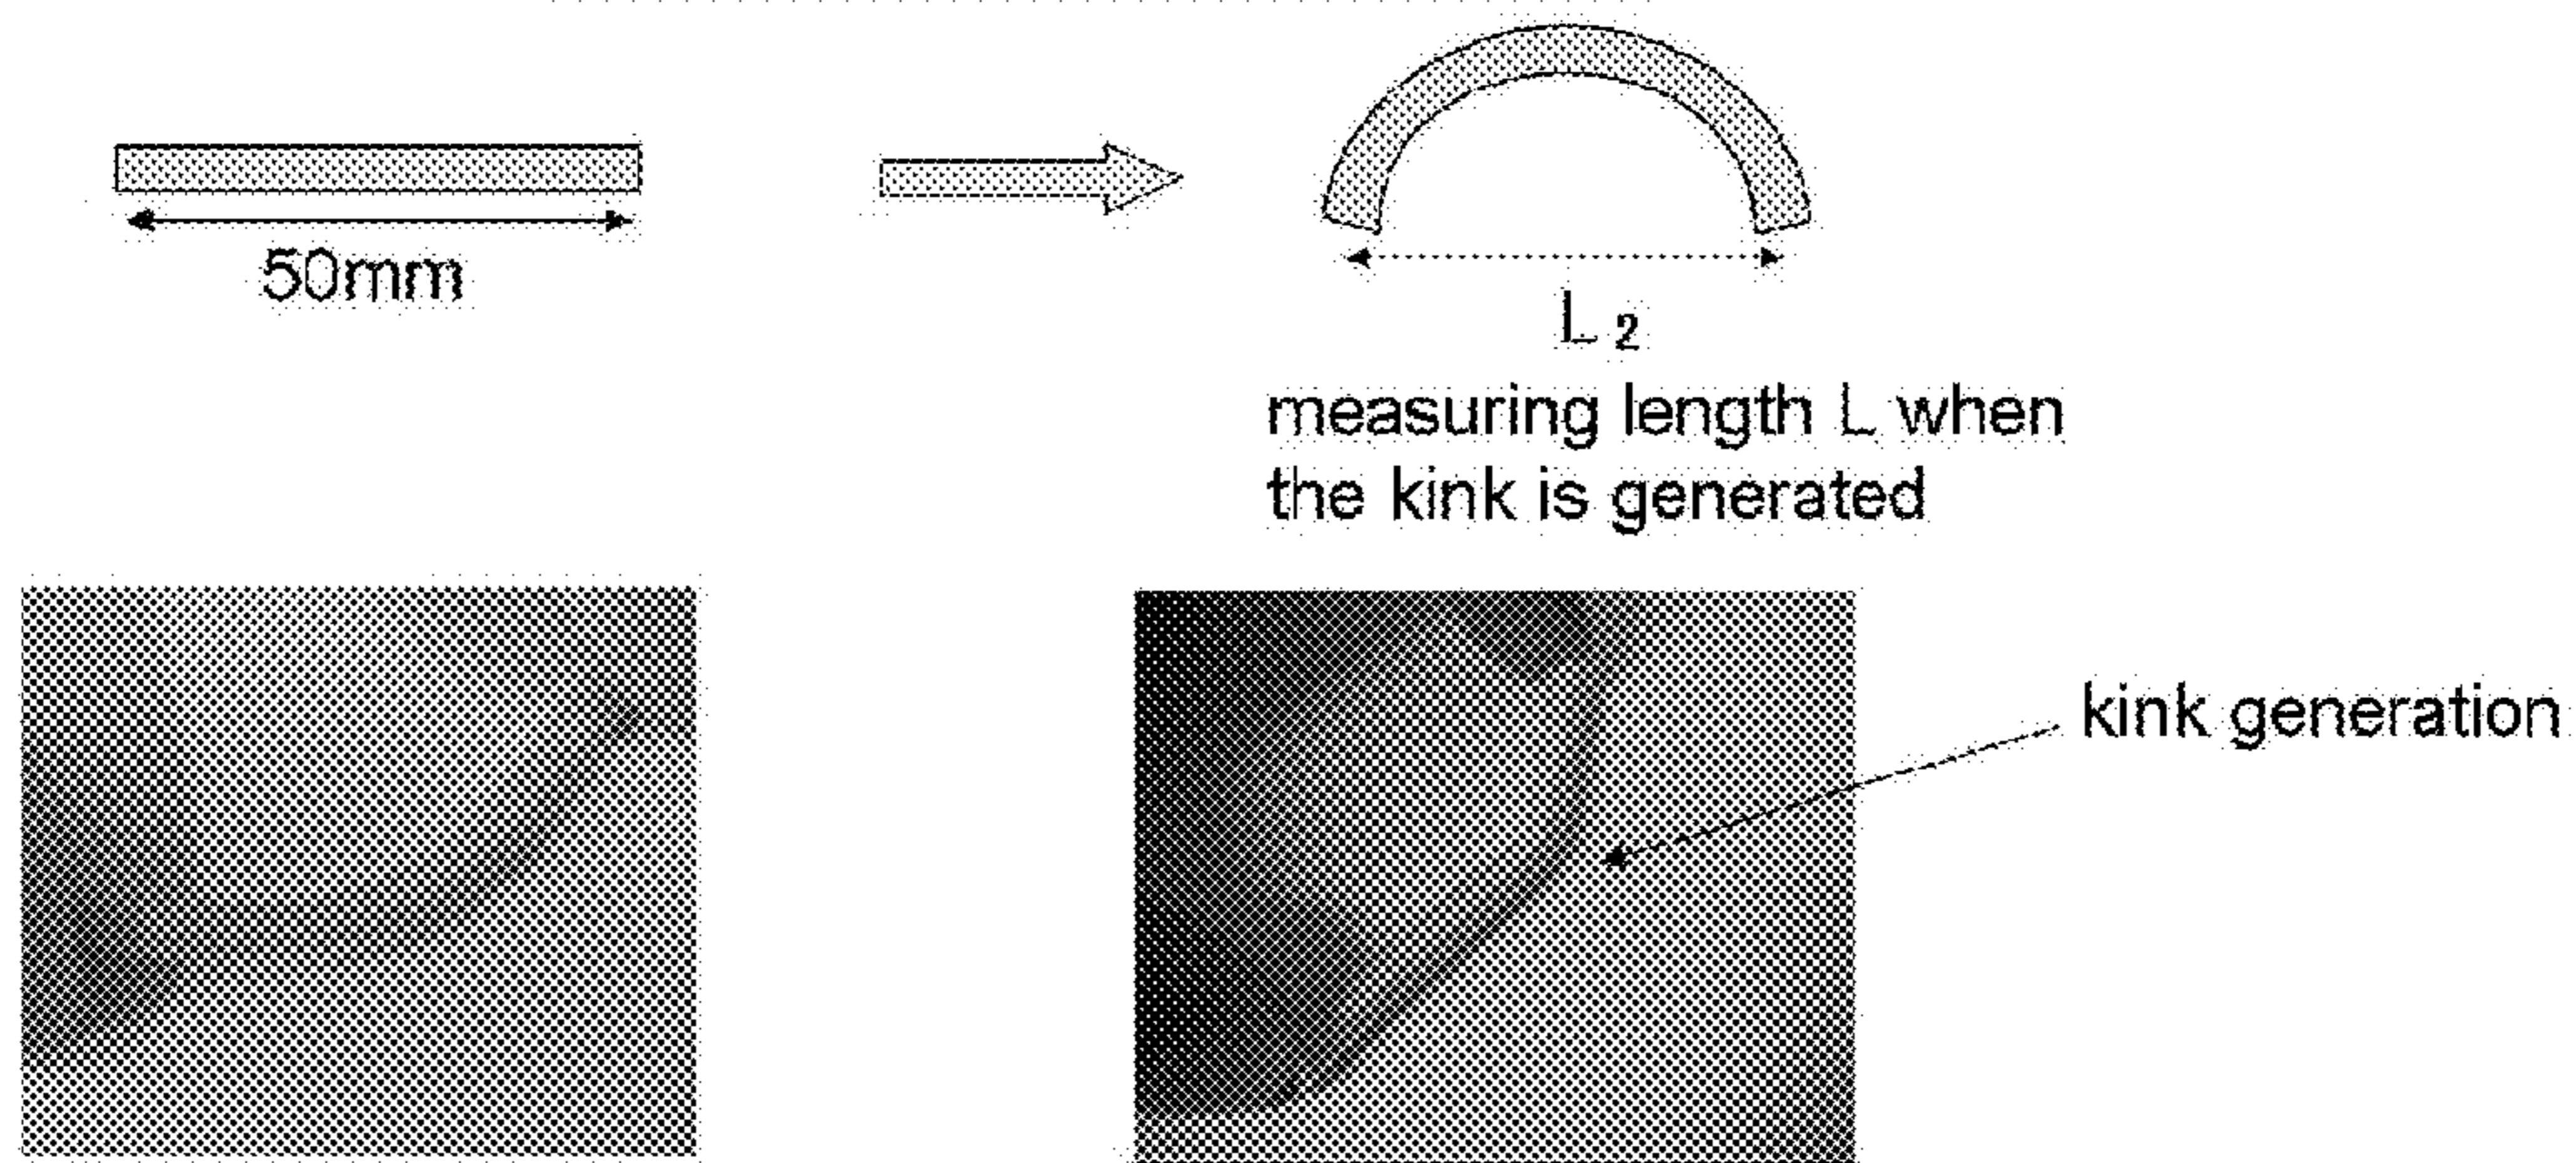 50mm
L 2
measuring length L when
the kink is generated
kink generation